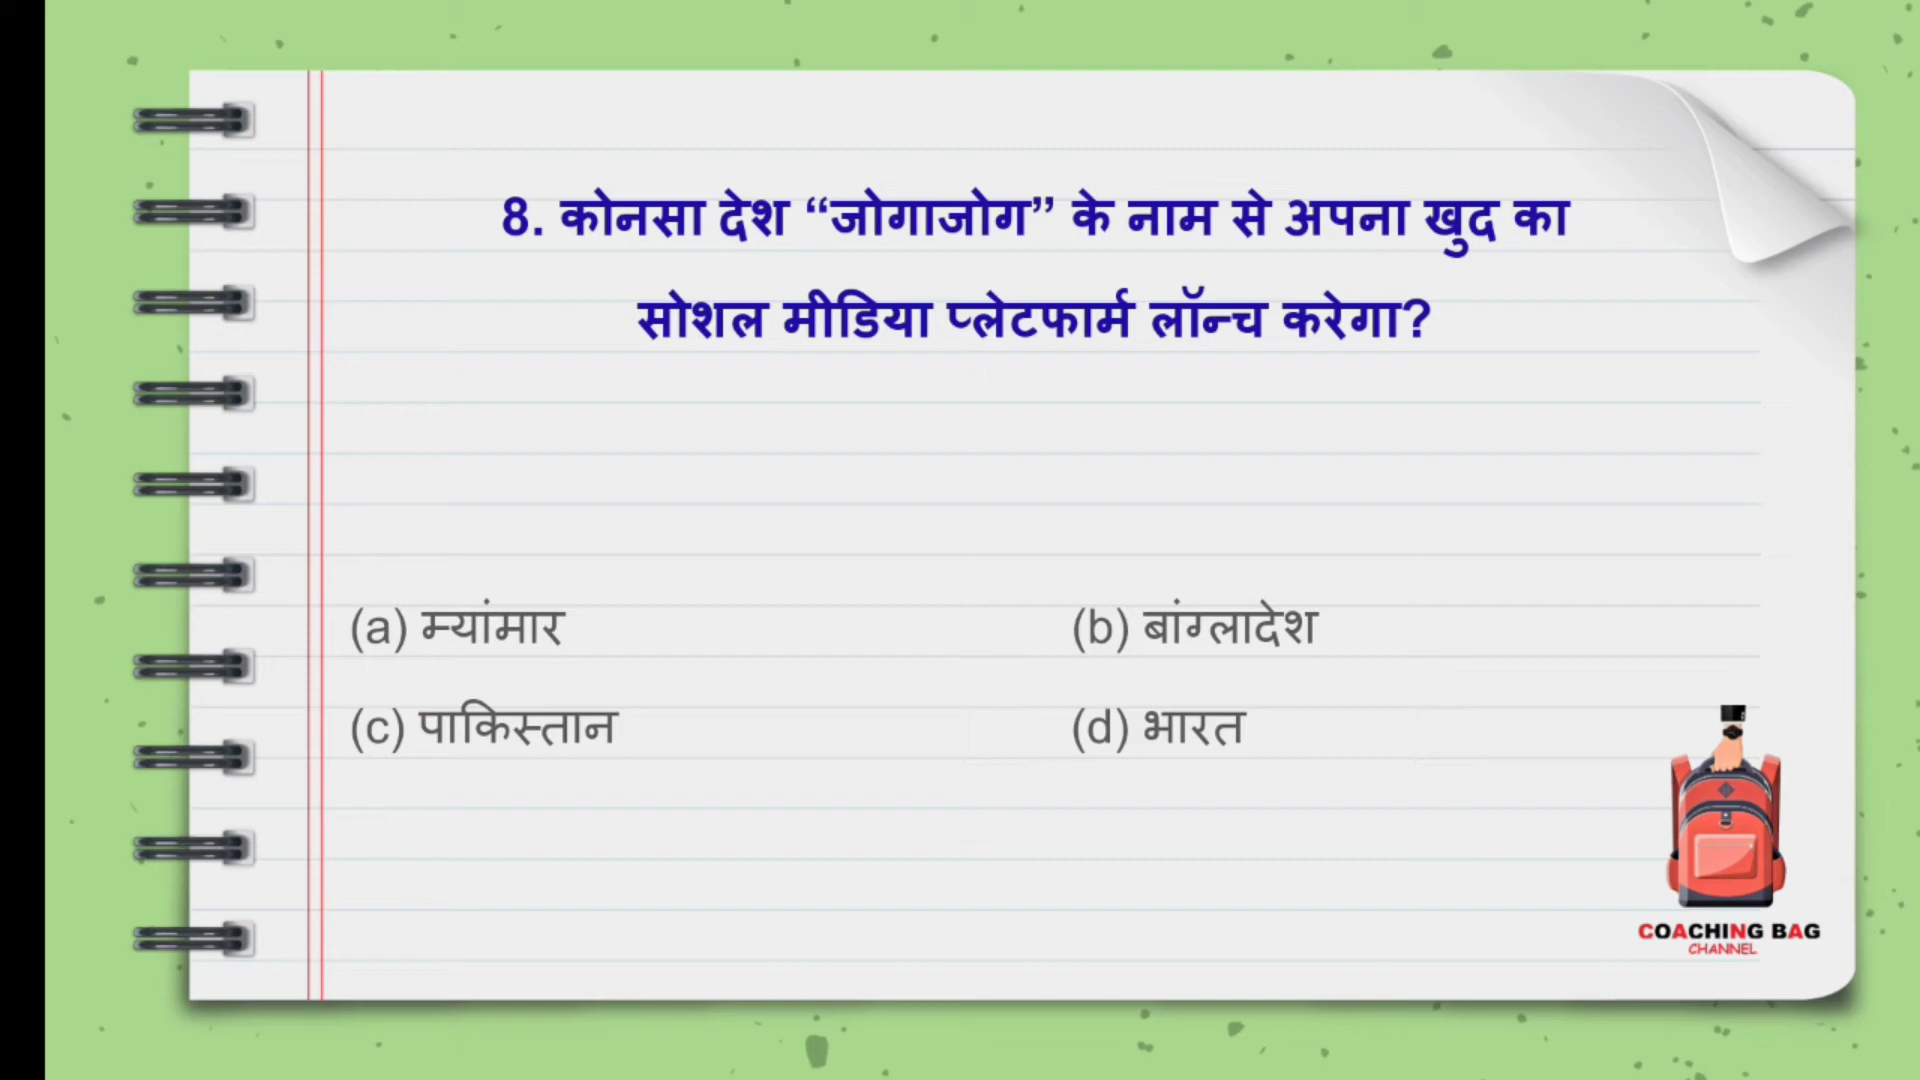 8. कोनसा देश “जोगाजोग” के नाम से अपना खुद का
सोशल मीडिया प्लेटफार्म लॉन्च करेगा?
(a) म्यांमार (b) बांग्लादेश
(c) पाकिस्तान (d) भारत
COACHING BAG
CHANNEL